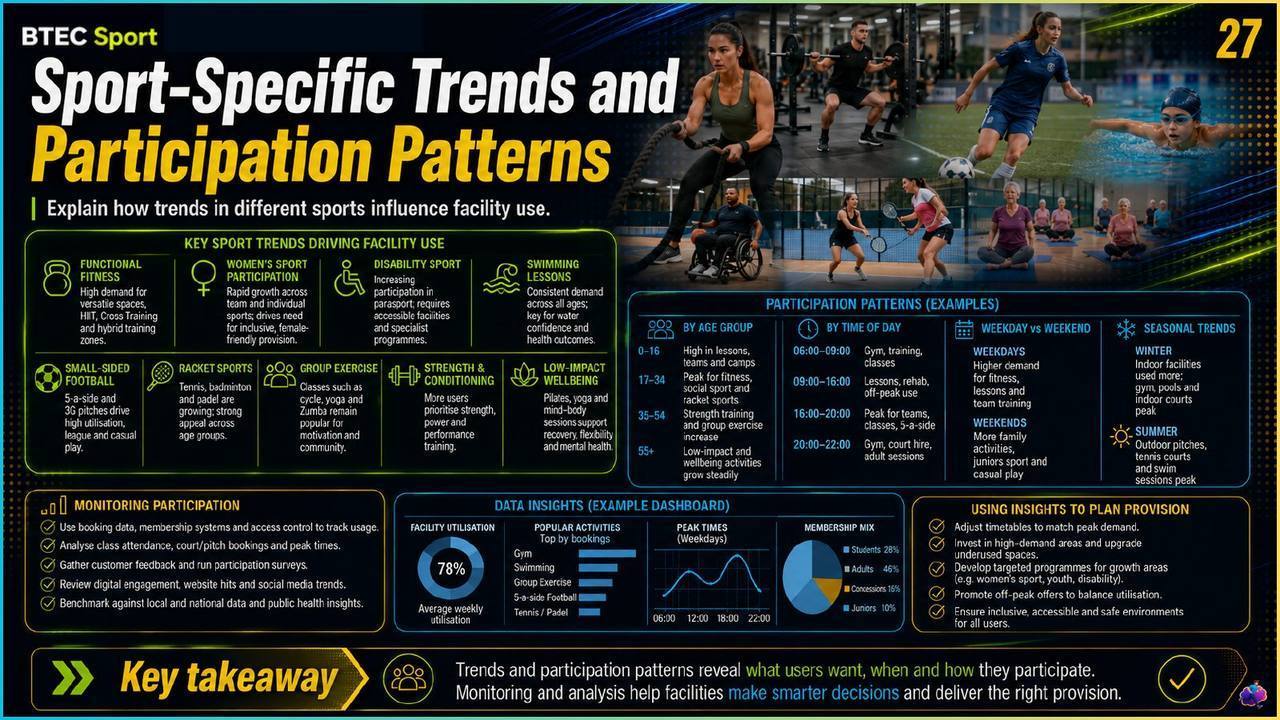 BTEC Sport
27
Sport-Specific Trends and
Participation Patterns
Explain how trends in different sports influence facility use.
KEY SPORT TRENDS DRIVING FACILITY USE
FUNCTIONAL
FITNESS
High demand for
versatile spaces,
HIIT, Cross Training
and hybrid training
zones.
WOMEN'S SPORT
PARTICIPATION
Rapid growth across
team and individual
sports; drives need
for inclusive, female-
friendly provision.
DISABILITY SPORT
Increasing
participation in
parasport; requires
accessible facilities
and specialist
programmes.
SWIMMING
LESSONS
Consistent demand
across all ages;
key for water
confidence and
health outcomes.
SMALL-SIDED
FOOTBALL
5-a-side and
3G pitches drive
high utilisation,
league and casual
play.
RACKET SPORTS
Tennis, badminton
and padel are
growing; strong
appeal across
age groups.
GROUP EXERCISE
Classes such as
cycle, yoga and
Zumba remain
popular for
motivation and
community.
STRENGTH &
CONDITIONING
More users
prioritise strength,
power and
performance
training.
LOW-IMPACT
WELLBEING
Pilates, yoga and
mind-body
sessions support
recovery, flexibility
and mental health.
PARTICIPATION PATTERNS (EXAMPLES)
BY AGE GROUP
0–16 High in lessons,
teams and camps
17–34 Peak for fitness,
social sport and
racket sports
35–54 Strength training
and group exercise
increase
55+ Low-impact and
wellbeing activities
grow steadily
BY TIME OF DAY
06:00–09:00 Gym, training,
classes
09:00–16:00 Lessons, rehab,
off-peak use
16:00–20:00 Peak for teams,
classes, 5-a-side
20:00–22:00 Gym, court hire,
adult sessions
WEEKDAY vs WEEKEND
WEEKDAYS
Higher demand
for fitness,
lessons and
team training
WEEKENDS
More family
activities,
juniors sport and
casual play
SEASONAL TRENDS
WINTER
Indoor facilities
used more;
gym, pools and
indoor courts
peak
SUMMER
Outdoor pitches,
tennis courts
and swim
sessions peak
MONITORING PARTICIPATION
Use booking data, membership systems and access control to track usage.
Analyse class attendance, court/pitch bookings and peak times.
Gather customer feedback and run participation surveys.
Review digital engagement, website hits and social media trends.
Benchmark against local and national data and public health insights.
DATA INSIGHTS (EXAMPLE DASHBOARD)
FACILITY UTILISATION
78%
Average weekly
utilisation
POPULAR ACTIVITIES
Top by bookings
Gym
Swimming
Group Exercise
5-a-side Football
Tennis / Padel
PEAK TIMES
(Weekdays)
06:00 12:00 18:00 22:00
MEMBERSHIP MIX
Students 28%
Adults 46%
Concessions 16%
Juniors 10%
USING INSIGHTS TO PLAN PROVISION
Adjust timetables to match peak demand.
Invest in high-demand areas and upgrade
underused spaces.
Develop targeted programmes for growth areas
(e.g. women's sport, youth, disability).
Promote off-peak offers to balance utilisation.
Ensure inclusive, accessible and safe environments
for all users.
Key takeaway
Trends and participation patterns reveal what users want, when and how they participate.
Monitoring and analysis help facilities make smarter decisions and deliver the right provision.